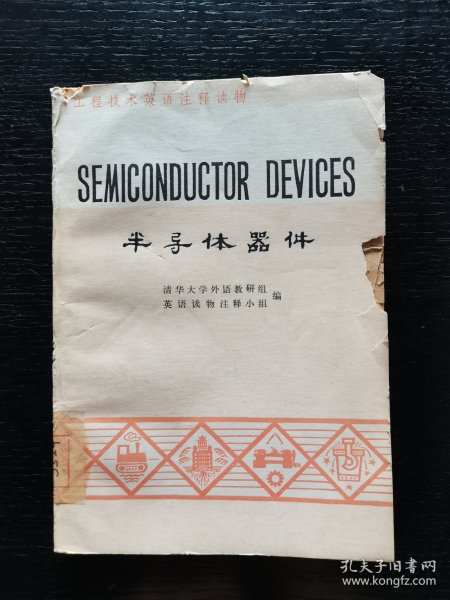 工程技术英语注释读物
SEMICONDUCTOR DEVICES
半导体器件
清华大学外语教研组
英语读物注释小组
编
孔夫子旧书网
www.kongfz.com